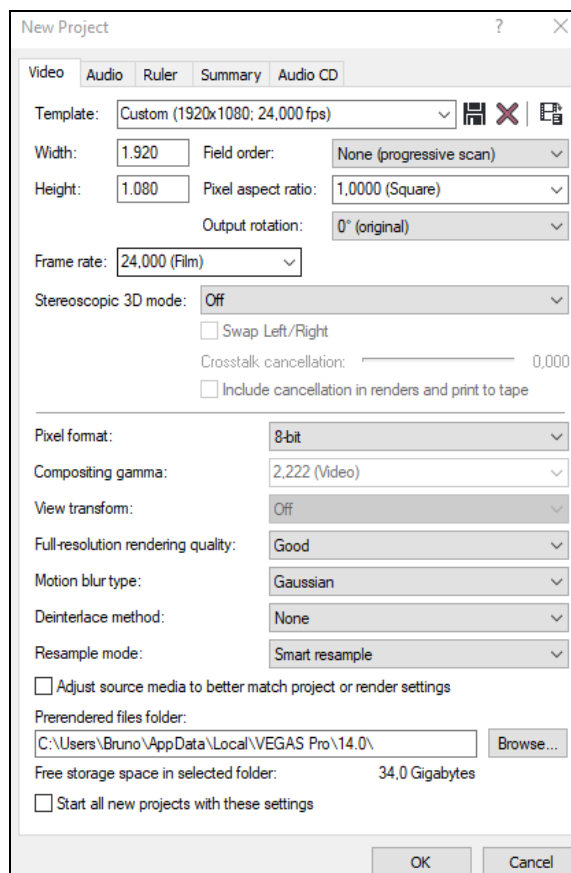 New Project
Video Audio Ruler Summary Audio CD
Template: Custom (1920x1080; 24,000 fps)
Width: 1.920 Field order: None (progressive scan)
Height: 1.080 Pixel aspect ratio: 1,0000 (Square)
Output rotation: 0° (original)
Frame rate: 24,000 (Film)
Stereoscopic 3D mode: Off
Swap Left/Right
Crosstalk cancellation: 0,000
Include cancellation in renders and print to tape
Pixel format: 8-bit
Compositing gamma: 2,222 (Video)
View transform: Off
Full-resolution rendering quality: Good
Motion blur type: Gaussian
Deinterlace method: None
Resample mode: Smart resample
Adjust source media to better match project or render settings
Prerendered files folder:
C:\Users\Bruno\AppData\Local\VEGAS Pro\14.0\ Browse...
Free storage space in selected folder: 34,0 Gigabytes
Start all new projects with these settings
OK Cancel